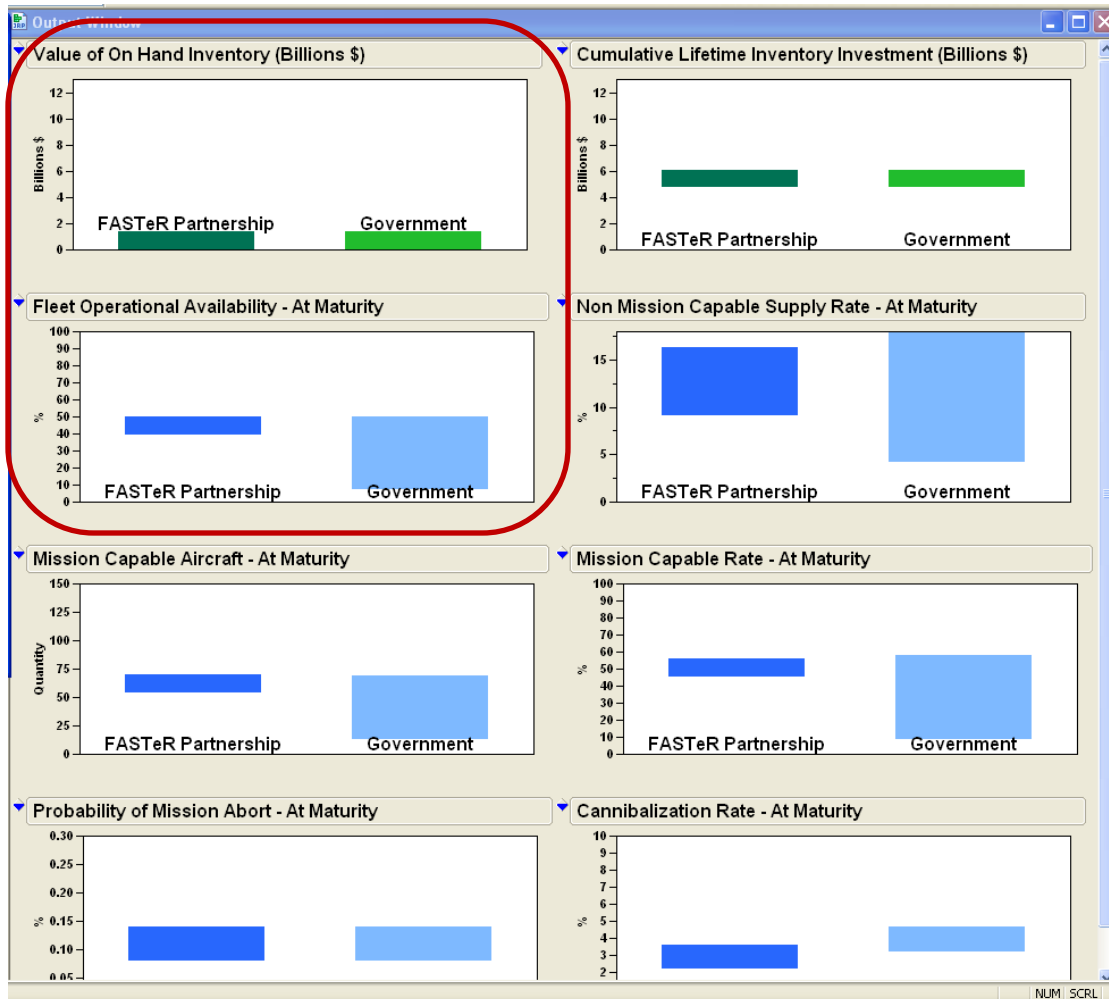 Output Window
Value of On Hand Inventory (Billions $)
12
10
8
6
4
2
0
Billions $
FASTeR Partnership
Government
Cumulative Lifetime Inventory Investment (Billions $)
12
10
8
6
4
2
0
Billions $
FASTeR Partnership
Government
Fleet Operational Availability - At Maturity
100
90
80
70
60
50
40
30
20
10
0
%
FASTeR Partnership
Government
Non Mission Capable Supply Rate - At Maturity
15
10
5
0
%
FASTeR Partnership
Government
Mission Capable Aircraft - At Maturity
150
125
100
75
50
25
0
Quantity
FASTeR Partnership
Government
Mission Capable Rate - At Maturity
100
90
80
70
60
50
40
30
20
10
0
%
FASTeR Partnership
Government
Probability of Mission Abort - At Maturity
0.30
0.25
0.20
0.15
0.10
0.05
%
Cannibalization Rate - At Maturity
10
9
8
7
6
5
4
3
2
%
NUM SCRL